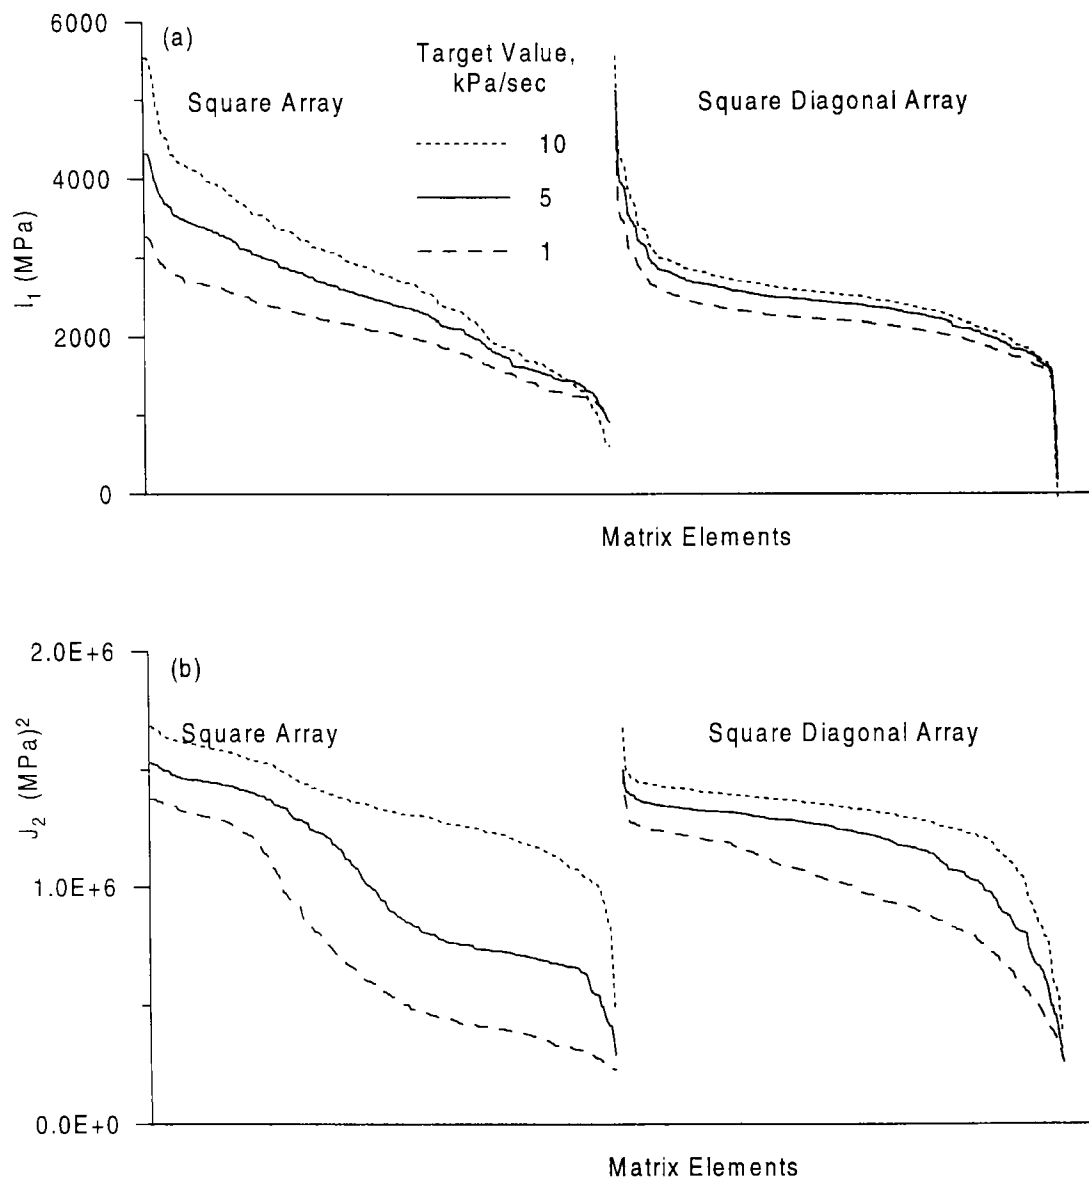 6000
(a)
Target Value,
kPa/sec
Square Array
Square Diagonal Array
10
4000
5
1
I₁ (MPa)
2000
0
Matrix Elements
2.0E+6
(b)
Square Array
Square Diagonal Array
J₂ (MPa)²
1.0E+6
0.0E+0
Matrix Elements